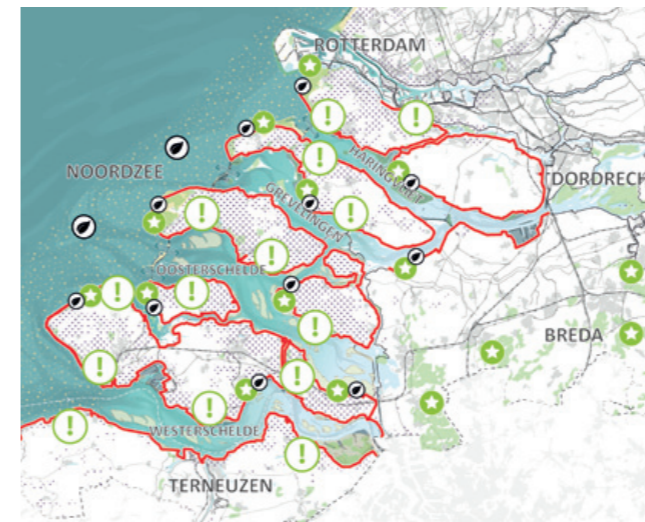 ROTTERDAM
HARINGVLIET
NOORDZEE
DORDRECH
GREVELINGEN
OOSTERSCHELDE
BREDA
WESTERSCHELDE
TERNEUZEN